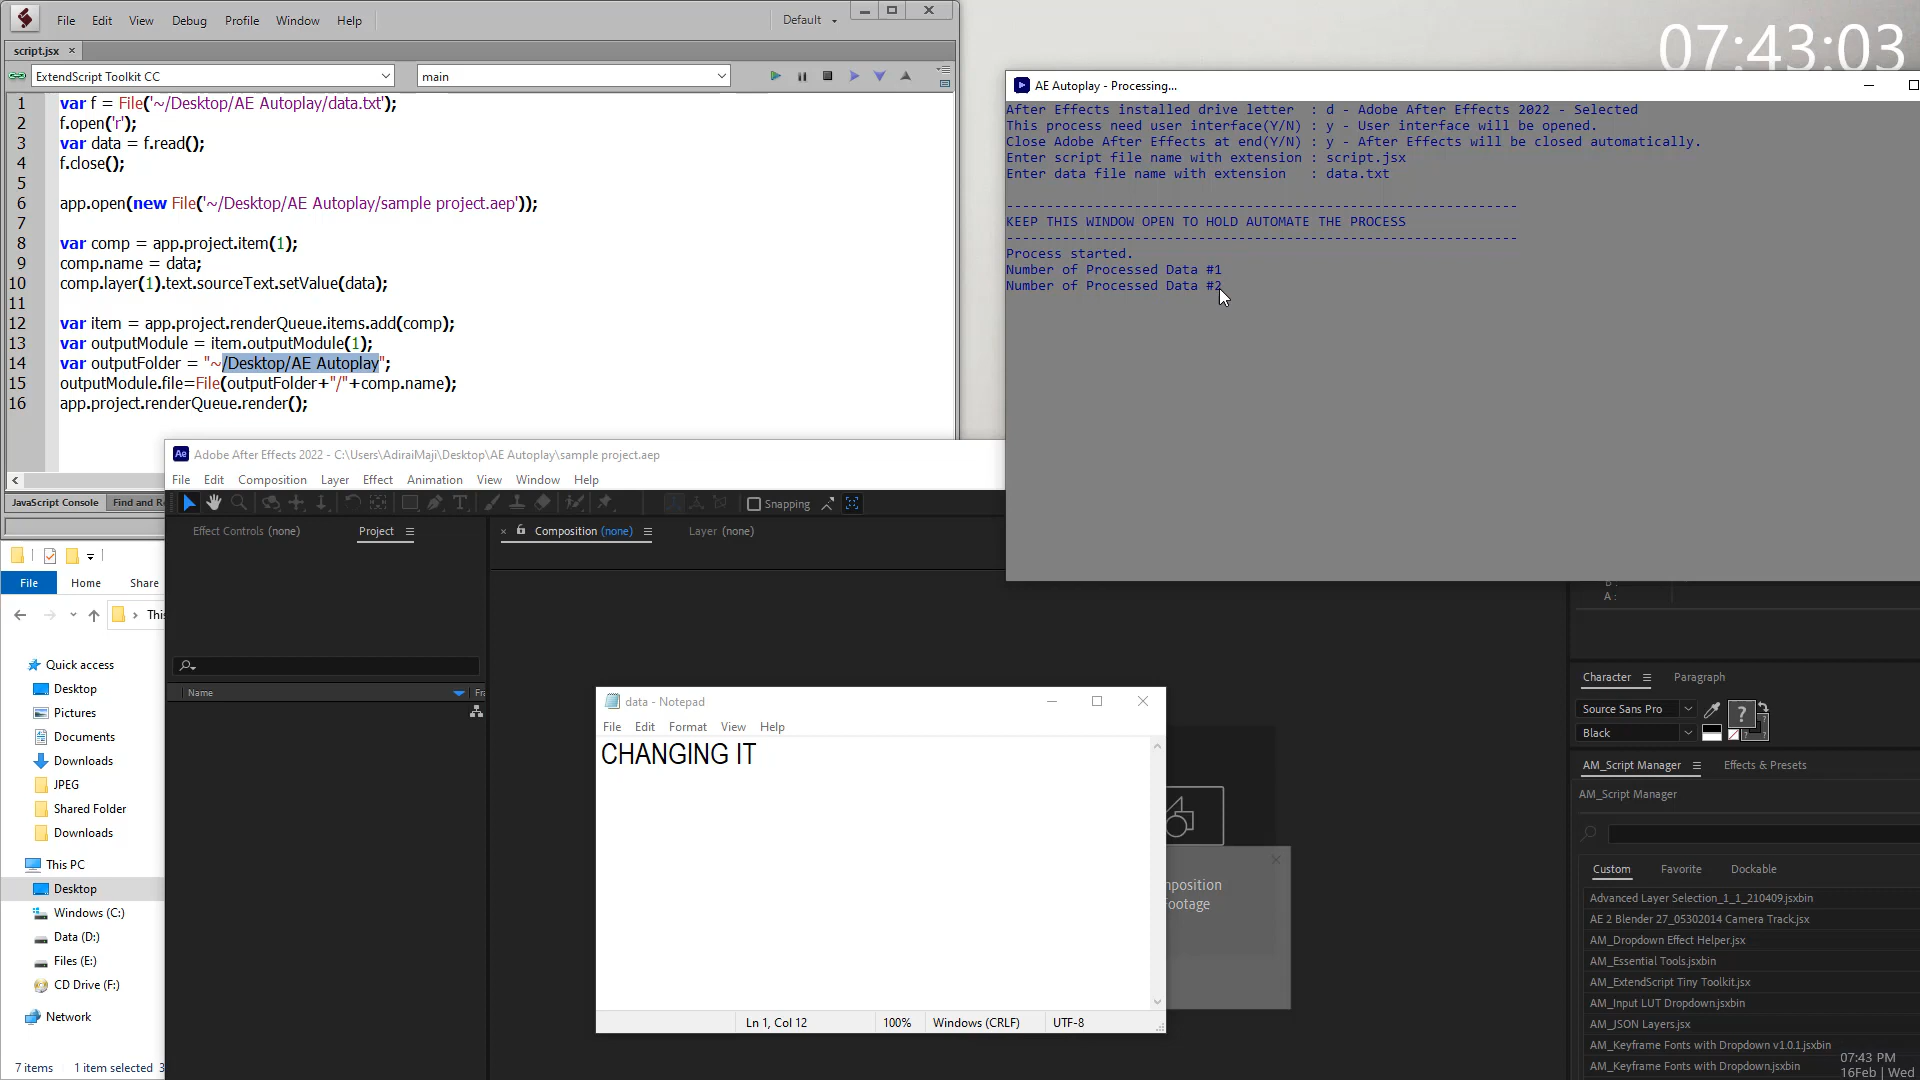 File Edit View Debug Profile Window Help
Default
script.jsx
ExtendScript Toolkit CC
main
1 var f = File('~/Desktop/AE Autoplay/data.txt');
2 f.open('r');
3 var data = f.read();
4 f.close();
5
6 app.open(new File('~/Desktop/AE Autoplay/sample project.aep'));
7
8 var comp = app.project.item(1);
9 comp.name = data;
10 comp.layer(1).text.sourceText.setValue(data);
11
12 var item = app.project.renderQueue.items.add(comp);
13 var outputModule = item.outputModule(1);
14 var outputFolder = "~/Desktop/AE Autoplay";
15 outputModule.file=File(outputFolder+"/"+comp.name);
16 app.project.renderQueue.render();
JavaScript Console Find and Re
07:43:03
AE Autoplay - Processing...
After Effects installed drive letter : d - Adobe After Effects 2022 - Selected
This process need user interface(Y/N) : y - User interface will be opened.
Close Adobe After Effects at end(Y/N) : y - After Effects will be closed automatically.
Enter script file name with extension : script.jsx
Enter data file name with extension : data.txt
----------------------------------------------------------------
KEEP THIS WINDOW OPEN TO HOLD AUTOMATE THE PROCESS
----------------------------------------------------------------
Process started.
Number of Processed Data #1
Number of Processed Data #2
Ae Adobe After Effects 2022 - C:\Users\AdiraiMaji\Desktop\AE Autoplay\sample project.aep
File Edit Composition Layer Effect Animation View Window Help
Snapping
Effect Controls (none)
Project
Composition (none)
Layer (none)
Name
Fra
File Home Share
This
Quick access
Desktop
Pictures
Documents
Downloads
JPEG
Shared Folder
Downloads
This PC
Desktop
Windows (C:)
Data (D:)
Files (E:)
CD Drive (F:)
Network
7 items 1 item selected 3
data - Notepad
File Edit Format View Help
CHANGING IT
Ln 1, Col 12
100%
Windows (CRLF)
UTF-8
mposition
Footage
A :
Character
Paragraph
Source Sans Pro
Black
AM_Script Manager
Effects & Presets
AM_Script Manager
Custom Favorite Dockable
Advanced Layer Selection_1_1_210409.jsxbin
AE 2 Blender 27_05302014 Camera Track.jsx
AM_Dropdown Effect Helper.jsx
AM_Essential Tools.jsxbin
AM_ExtendScript Tiny Toolkit.jsx
AM_Input LUT Dropdown.jsxbin
AM_JSON Layers.jsx
AM_Keyframe Fonts with Dropdown v1.0.1.jsxbin
AM_Keyframe Fonts with Dropdown.jsxbin
07:43 PM
16Feb | Wed